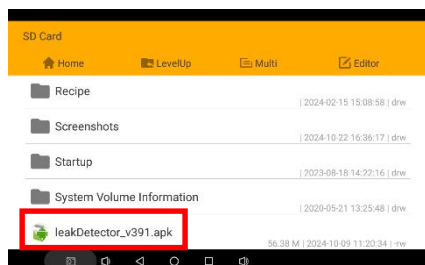 SD Card
Home LevelUp Multi Editor
Recipe
| 2024-02-15 15:08:58 | drw
Screenshots
| 2024-10-22 16:36:17 | drw
Startup
| 2023-08-18 14:22:16 | drw
System Volume Information
| 2020-05-21 13:25:48 | drw
leakDetector_v391.apk
56.38 M | 2024-10-09 11:20:34 | -rw